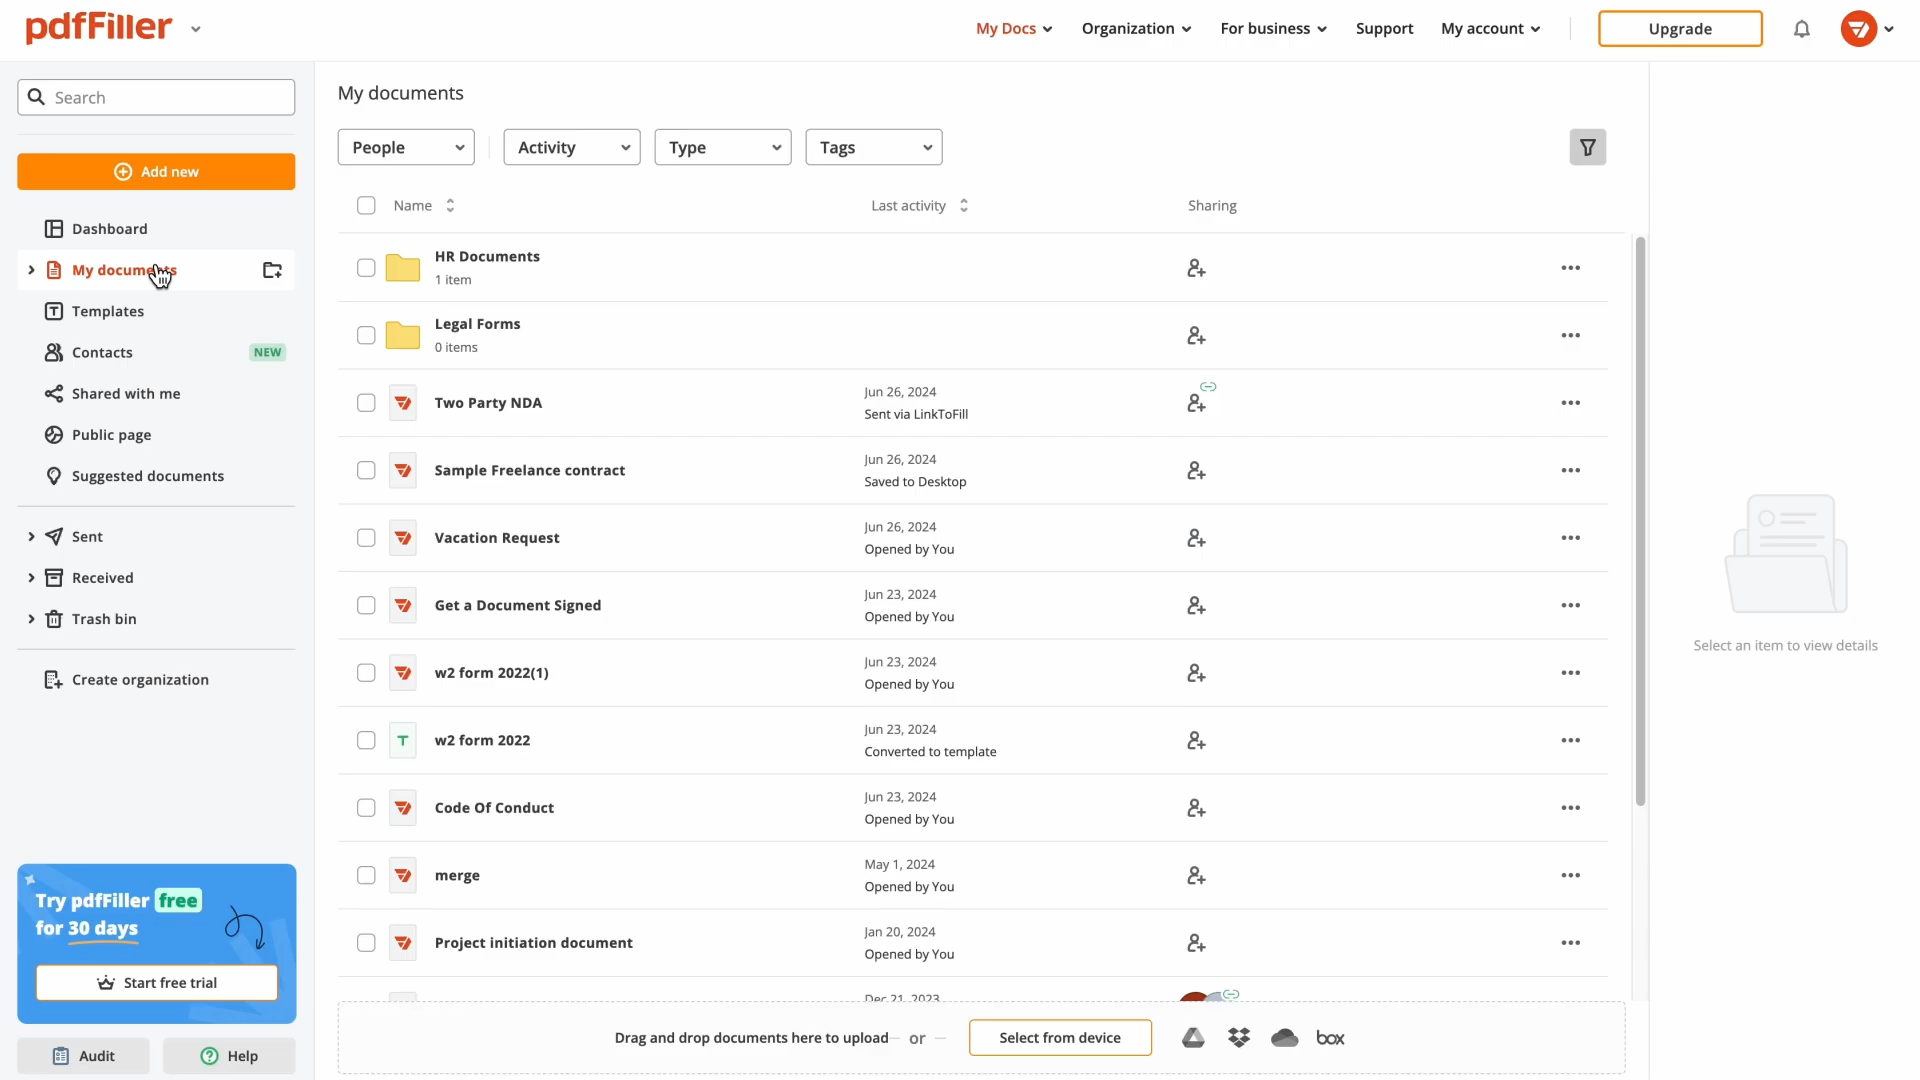 pdfFiller
My Docs
Organization
For business
Support
My account
Upgrade
Search
Add new
Dashboard
My documents
Templates
Contacts
NEW
Shared with me
Public page
Suggested documents
Sent
Received
Trash bin
Create organization
Try pdfFiller free
for 30 days
Start free trial
Audit
Help
My documents
People
Activity
Type
Tags
Name
Last activity
Sharing
HR Documents
1 item
Legal Forms
0 items
Two Party NDA
Jun 26, 2024
Sent via LinkToFill
Sample Freelance contract
Jun 26, 2024
Saved to Desktop
Vacation Request
Jun 26, 2024
Opened by You
Get a Document Signed
Jun 23, 2024
Opened by You
w2 form 2022(1)
Jun 23, 2024
Opened by You
T
w2 form 2022
Jun 23, 2024
Converted to template
Code Of Conduct
Jun 23, 2024
Opened by You
merge
May 1, 2024
Opened by You
Project initiation document
Jan 20, 2024
Opened by You
Dec 21, 2023
Drag and drop documents here to upload
or
Select from device
box
Select an item to view details